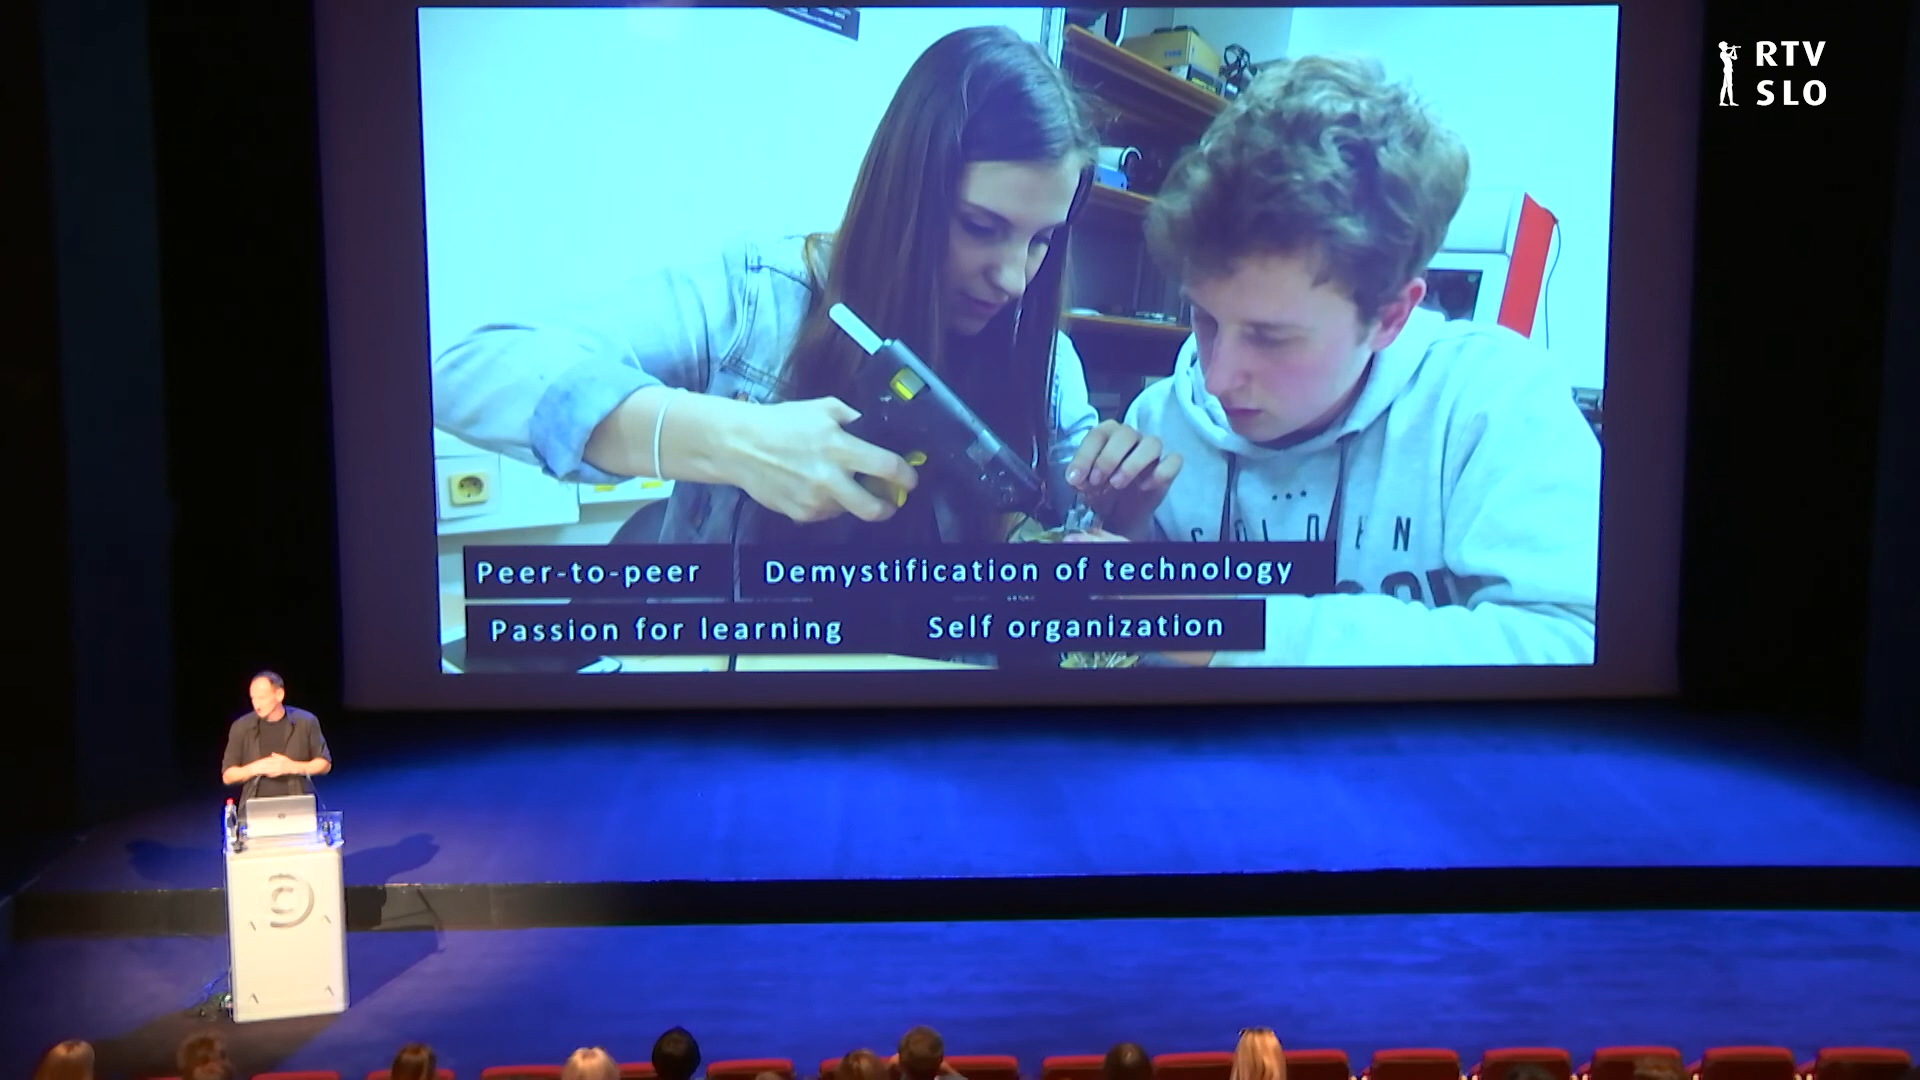 RTV
SLO
Peer-to-peer
Demystification of technology
Passion for learning
Self organization